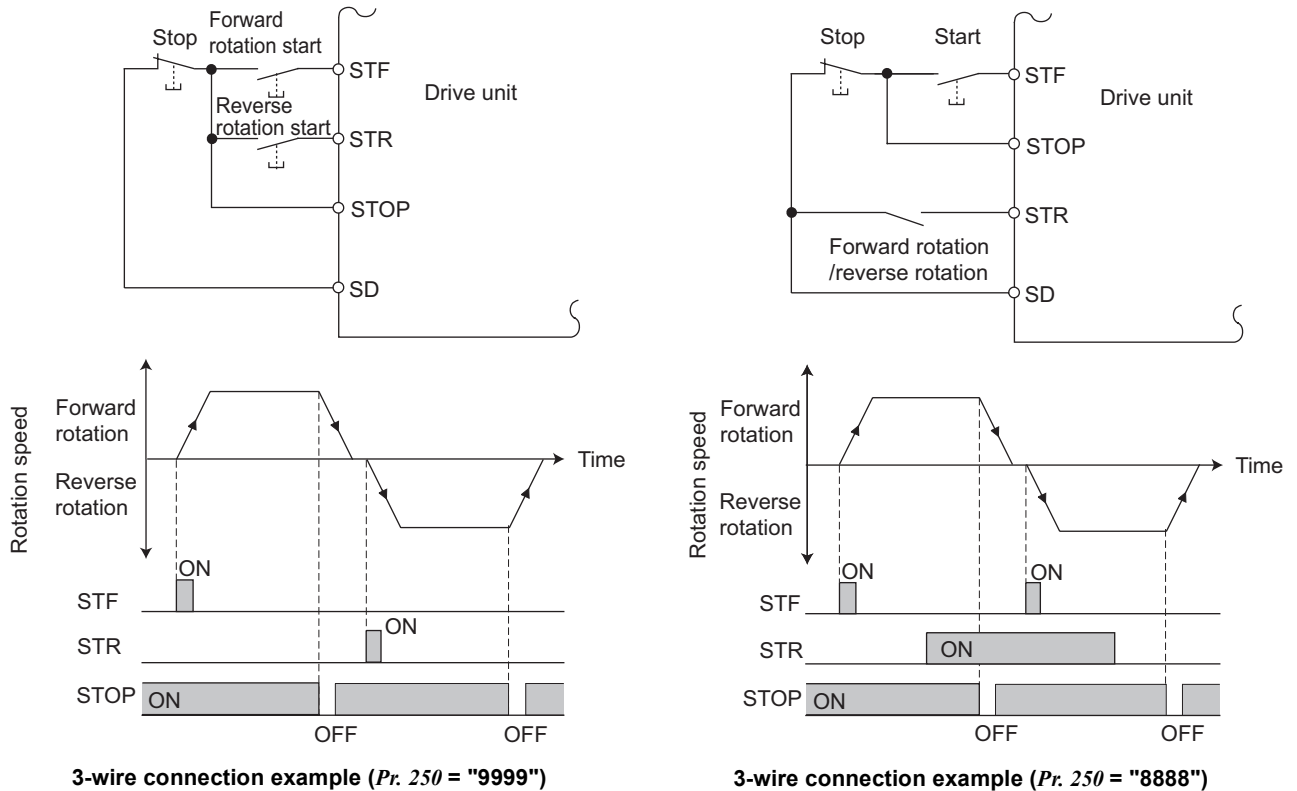 Stop
Forward
rotation start
STF
Drive unit
Reverse
rotation start
STR
STOP
SD
Rotation speed
Forward
rotation
Reverse
rotation
Time
ON
STF
ON
STR
STOP
ON
OFF
OFF
3-wire connection example (Pr. 250 = "9999")
Stop
Start
STF
Drive unit
STOP
STR
Forward rotation
/reverse rotation
SD
Rotation speed
Forward
rotation
Reverse
rotation
Time
ON
ON
STF
STR
ON
STOP
ON
OFF
OFF
3-wire connection example (Pr. 250 = "8888")